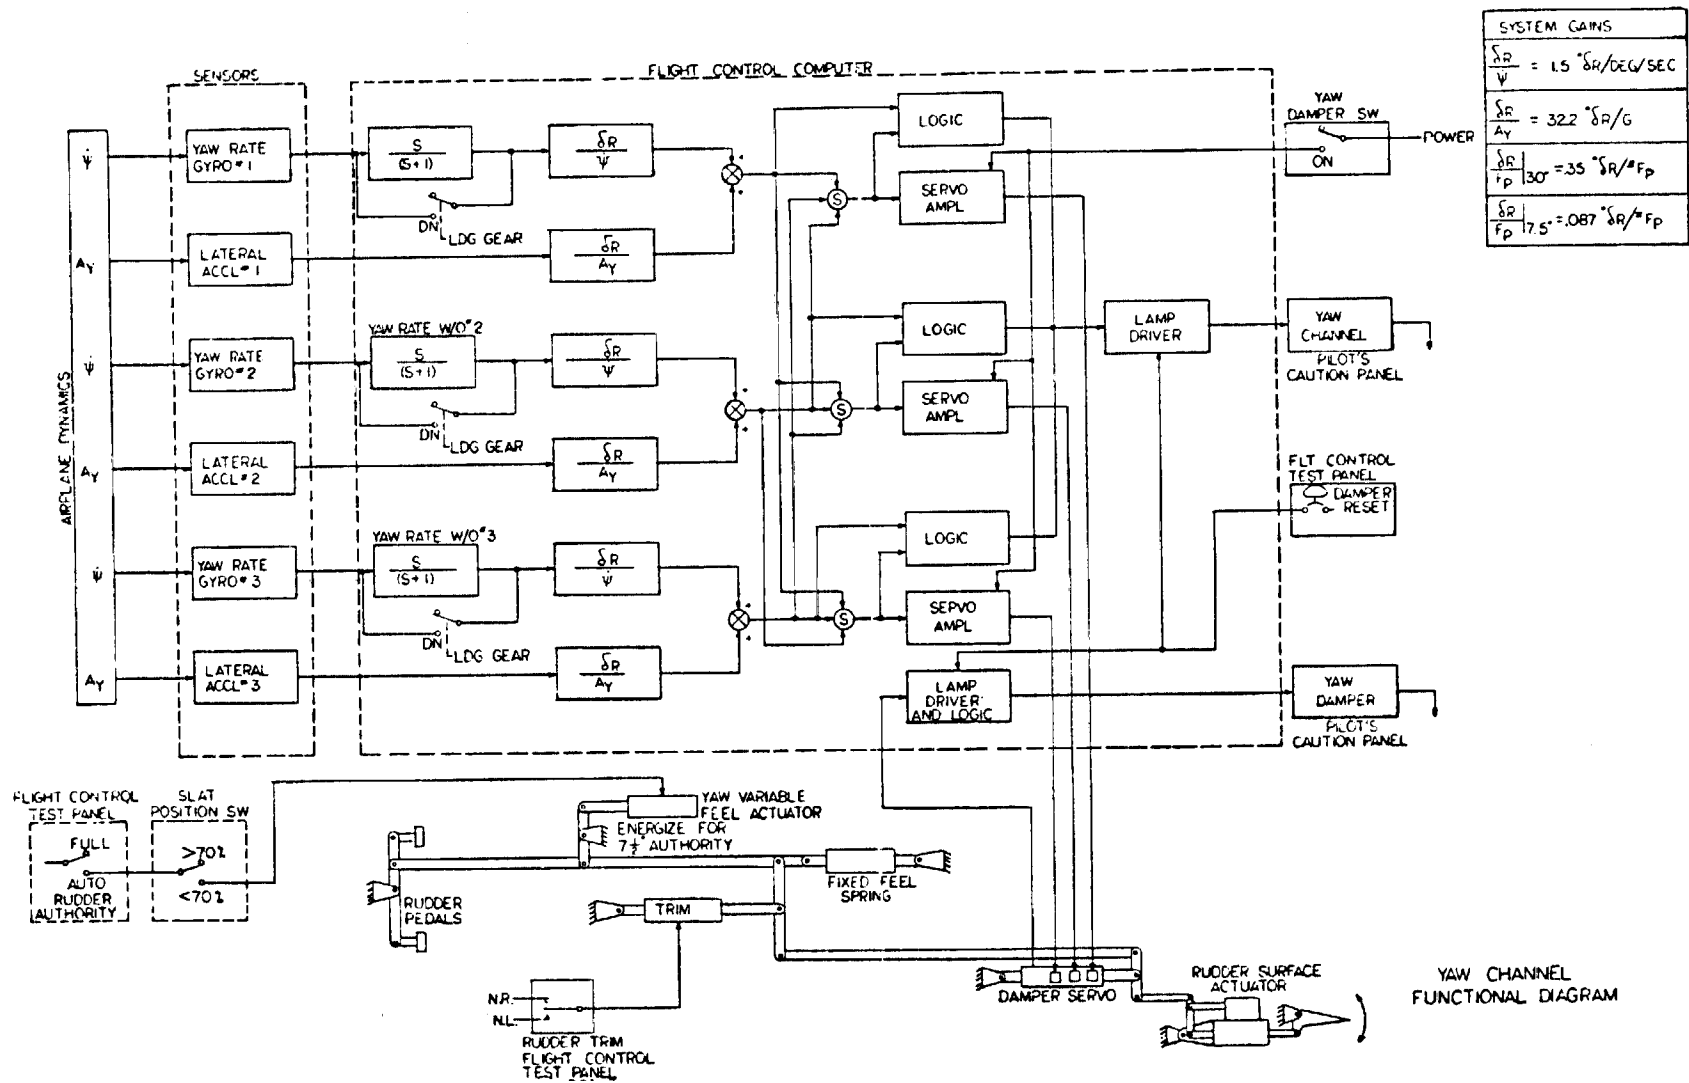 SYSTEM GAINS
δR/ψ̇ = 1.5 °δR/DEG/SEC
δR/AY = 32.2 °δR/G
δR/FP|30° = .35 °δR/#FP
δR/FP|7.5° = .087 °δR/#FP
SENSORS
FLIGHT CONTROL COMPUTER
YAW
DAMPER SW
POWER
ON
AIRPLANE DYNAMICS
ψ̇
YAW RATE
GYRO#1
S
(S+1)
δR
ψ̇
LOGIC
DN
LDG GEAR
S
SERVO
AMPL
AY
LATERAL
ACCL#1
δR
AY
YAW RATE W/O#2
ψ̇
YAW RATE
GYRO#2
S
(S+1)
δR
ψ̇
LOGIC
LAMP
DRIVER
YAW
CHANNEL
PILOT'S
CAUTION PANEL
DN
LDG GEAR
S
SERVO
AMPL
AY
LATERAL
ACCL#2
δR
AY
FLT CONTROL
TEST PANEL
DAMPER
RESET
YAW RATE W/O#3
ψ̇
YAW RATE
GYRO#3
S
(S+1)
δR
ψ̇
LOGIC
DN
LDG GEAR
S
SERVO
AMPL
AY
LATERAL
ACCL#3
δR
AY
LAMP
DRIVER
AND LOGIC
YAW
DAMPER
PILOT'S
CAUTION PANEL
FLIGHT CONTROL
TEST PANEL
FULL
AUTO
RUDDER
AUTHORITY
SLAT
POSITION SW
>70%
<70%
YAW VARIABLE
FEEL ACTUATOR
ENERGIZE FOR
7½° AUTHORITY
RUDDER
PEDALS
FIXED FEEL
SPRING
TRIM
N.R.
N.L.
RUDDER TRIM
FLIGHT CONTROL
TEST PANEL
DAMPER SERVO
RUDDER SURFACE
ACTUATOR
YAW CHANNEL
FUNCTIONAL DIAGRAM